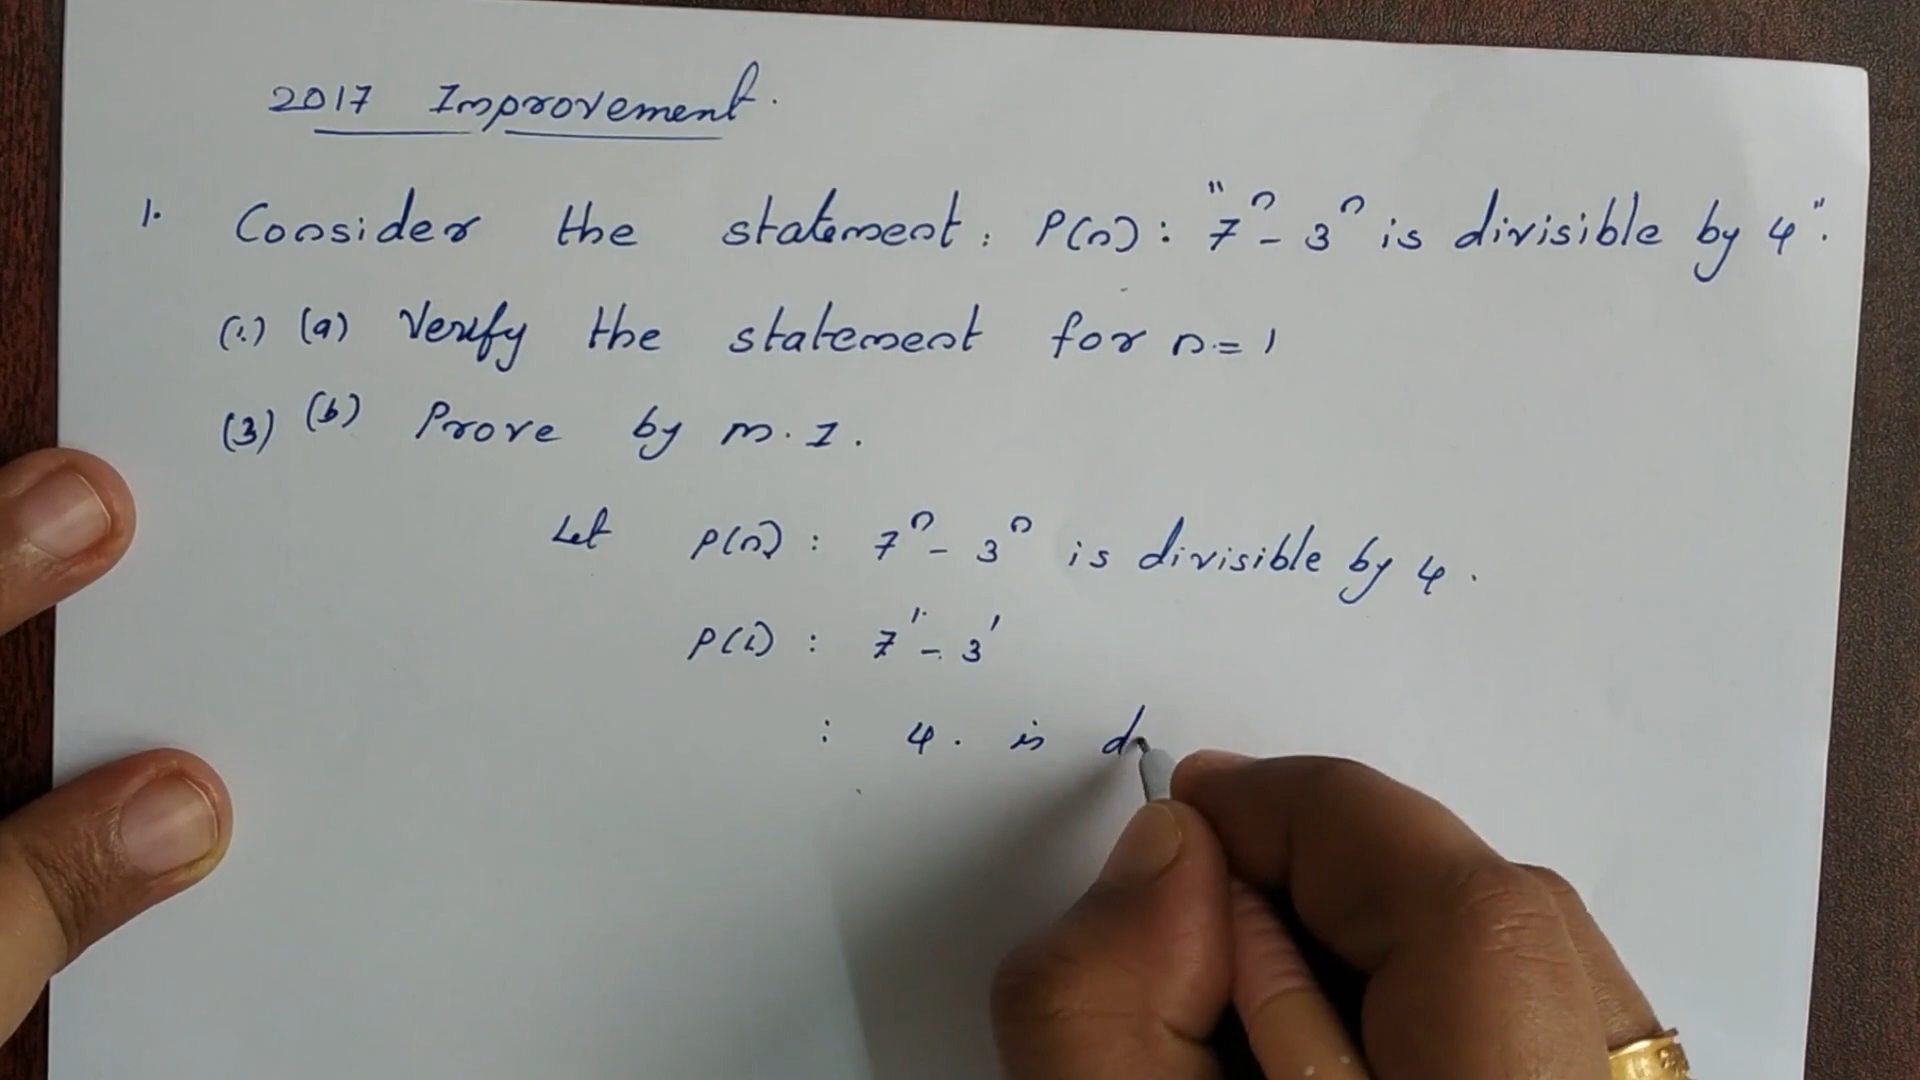 2017 Improvement.
1. Consider the statement: P(n): "7ⁿ - 3ⁿ is divisible by 4".
(1) (a) Verify the statement for n = 1
(3) (b) Prove by M.I.
Let P(n): 7ⁿ - 3ⁿ is divisible by 4.
P(1): 7¹ - 3¹
: 4. is d